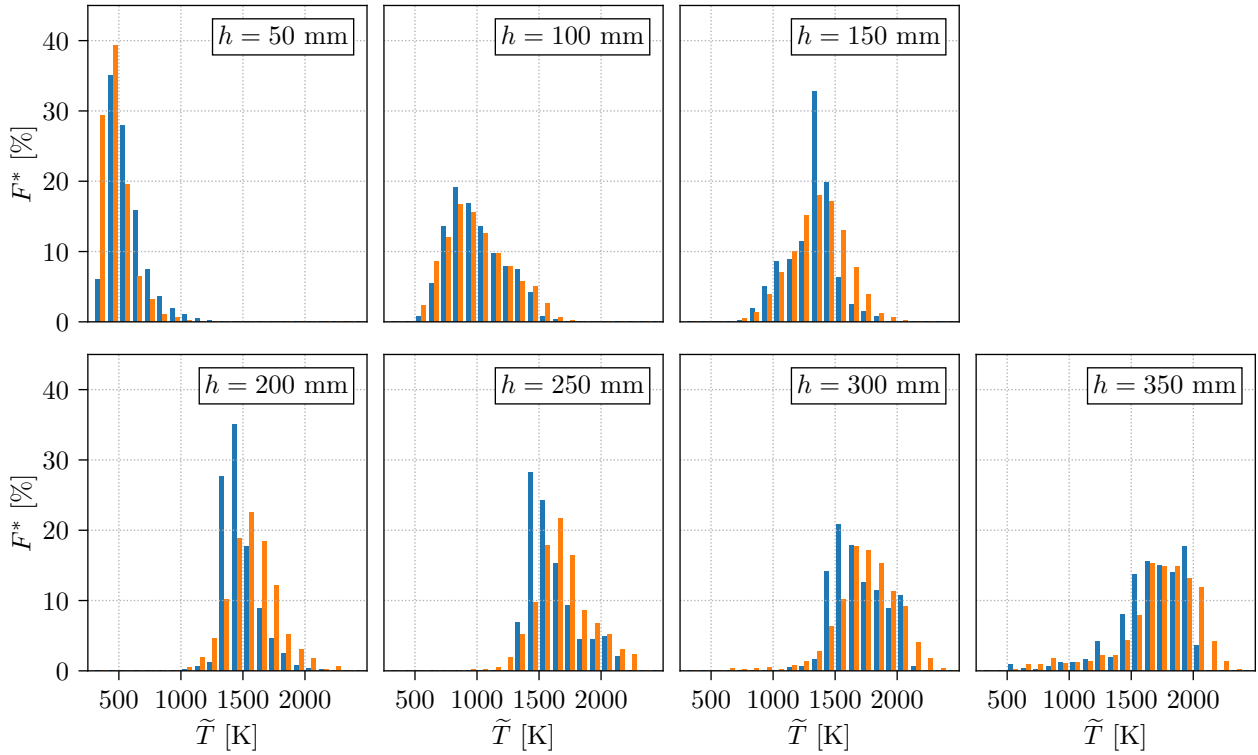 h = 50 mm
h = 100 mm
h = 150 mm
40
30
20
10
0
F* [%]
h = 200 mm
h = 250 mm
h = 300 mm
h = 350 mm
40
30
20
10
0
F* [%]
500 1000 1500 2000
500 1000 1500 2000
500 1000 1500 2000
500 1000 1500 2000
T̃ [K]
T̃ [K]
T̃ [K]
T̃ [K]